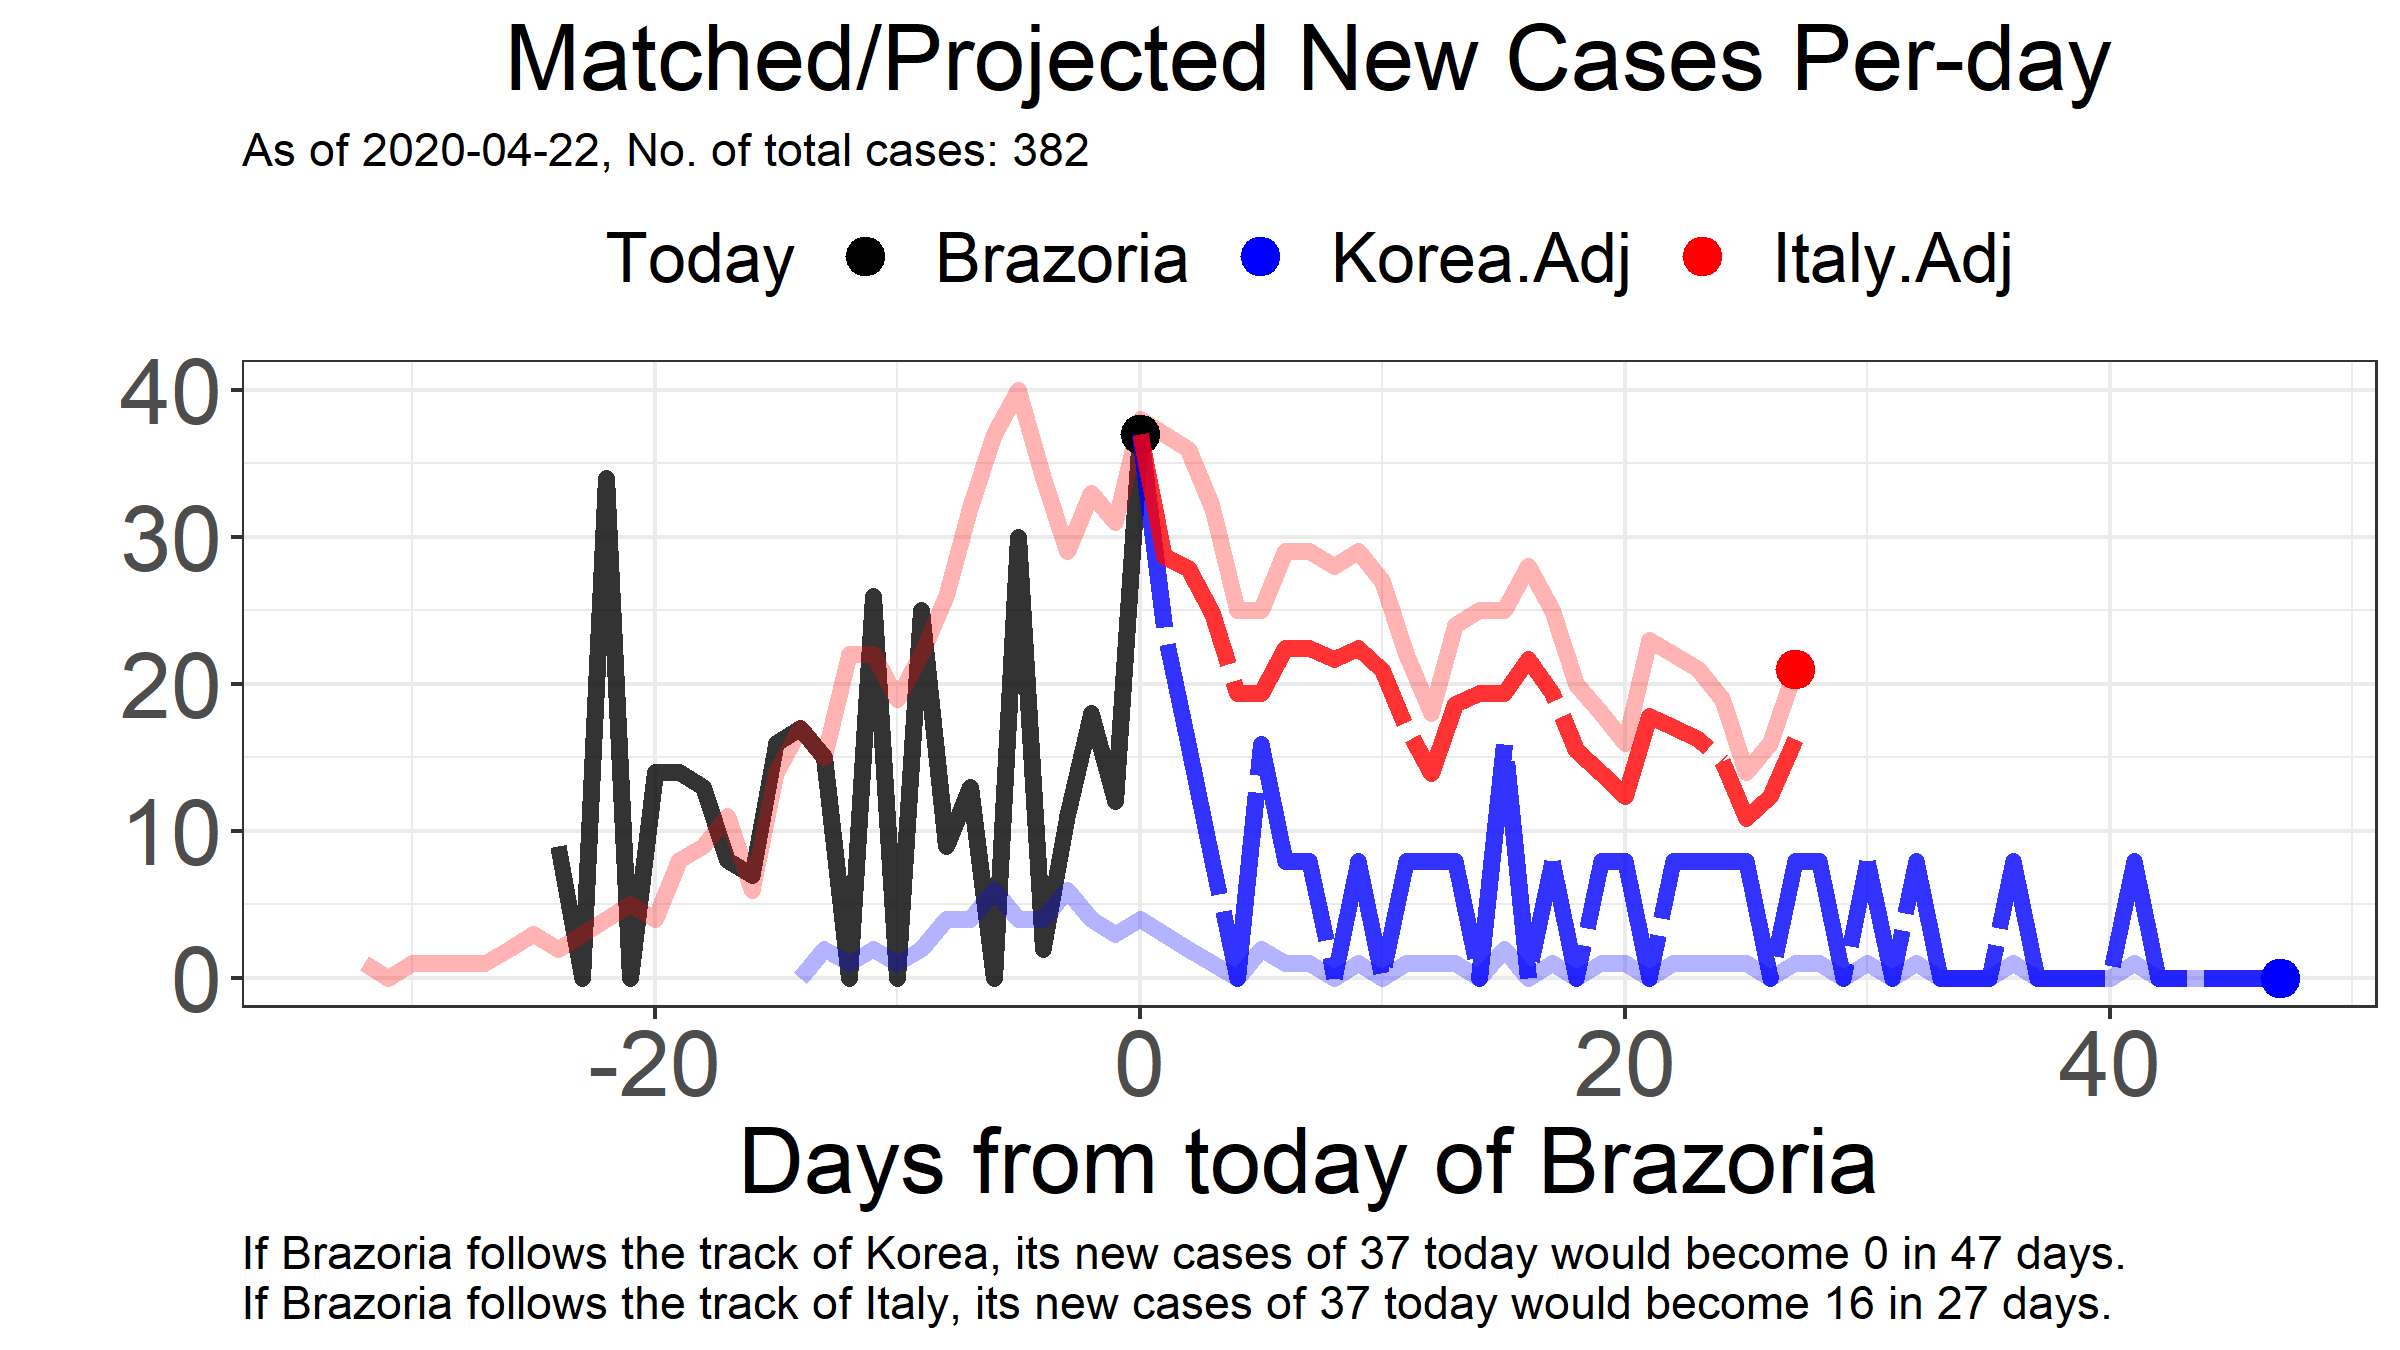 Matched/Projected New Cases Per-day
As of 2020-04-22, No. of total cases: 382
Today Brazoria Korea.Adj Italy.Adj
40
30
20
10
0
-20 0 20 40
Days from today of Brazoria
If Brazoria follows the track of Korea, its new cases of 37 today would become 0 in 47 days.
If Brazoria follows the track of Italy, its new cases of 37 today would become 16 in 27 days.